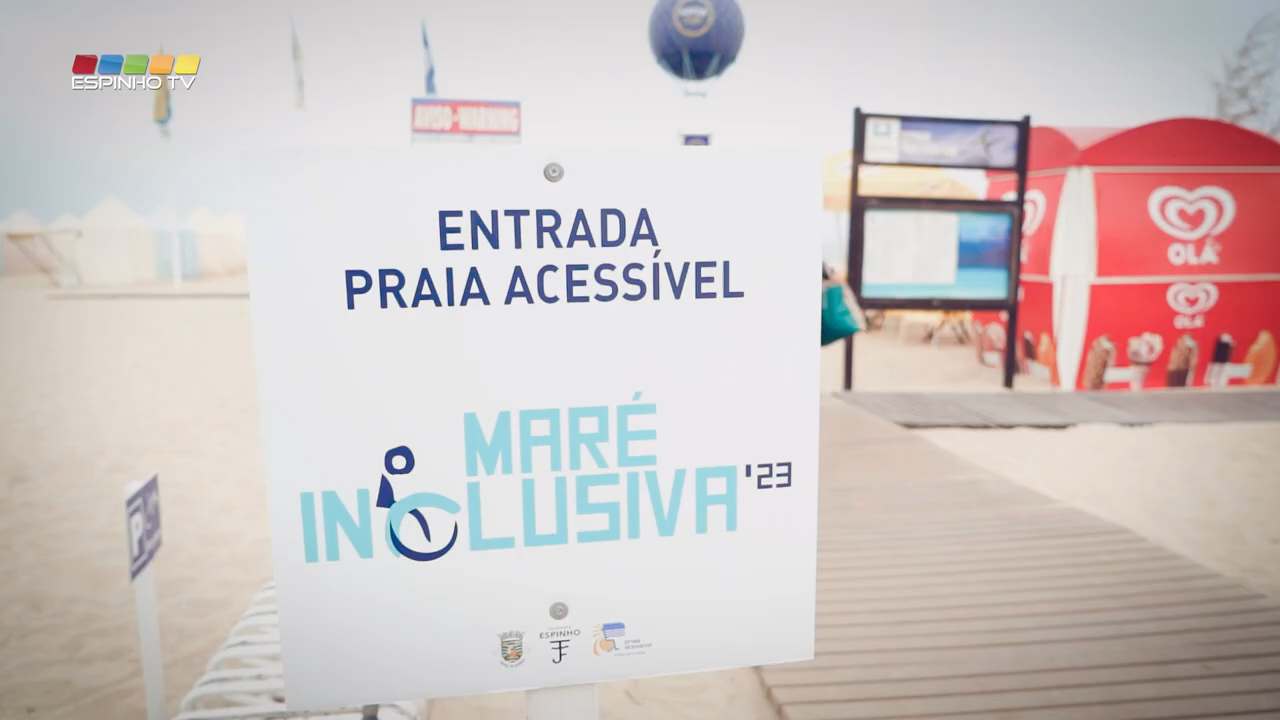 ESPINHO TV
AVISO - WARNING
ENTRADA
PRAIA ACESSÍVEL
MARÉ
INCLUSIVA '23
ESPINHO
OLÁ
OLÁ
P